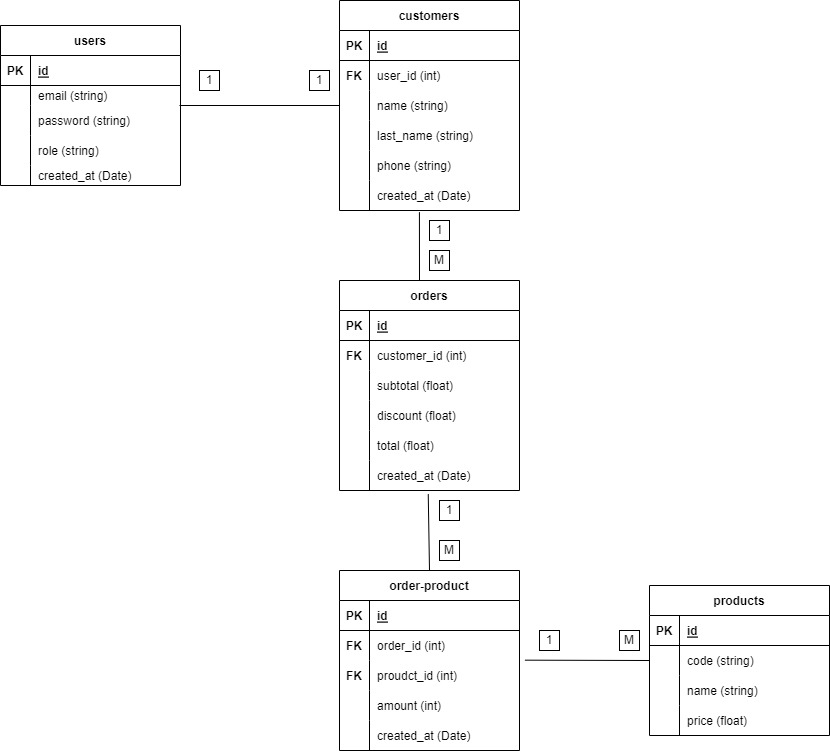 users
PK id
email (string)
password (string)
role (string)
created_at (Date)
1
1
customers
PK id
FK user_id (int)
name (string)
last_name (string)
phone (string)
created_at (Date)
1
M
orders
PK id
FK customer_id (int)
subtotal (float)
discount (float)
total (float)
created_at (Date)
1
M
order-product
PK id
FK order_id (int)
FK proudct_id (int)
amount (int)
created_at (Date)
1
M
products
PK id
code (string)
name (string)
price (float)